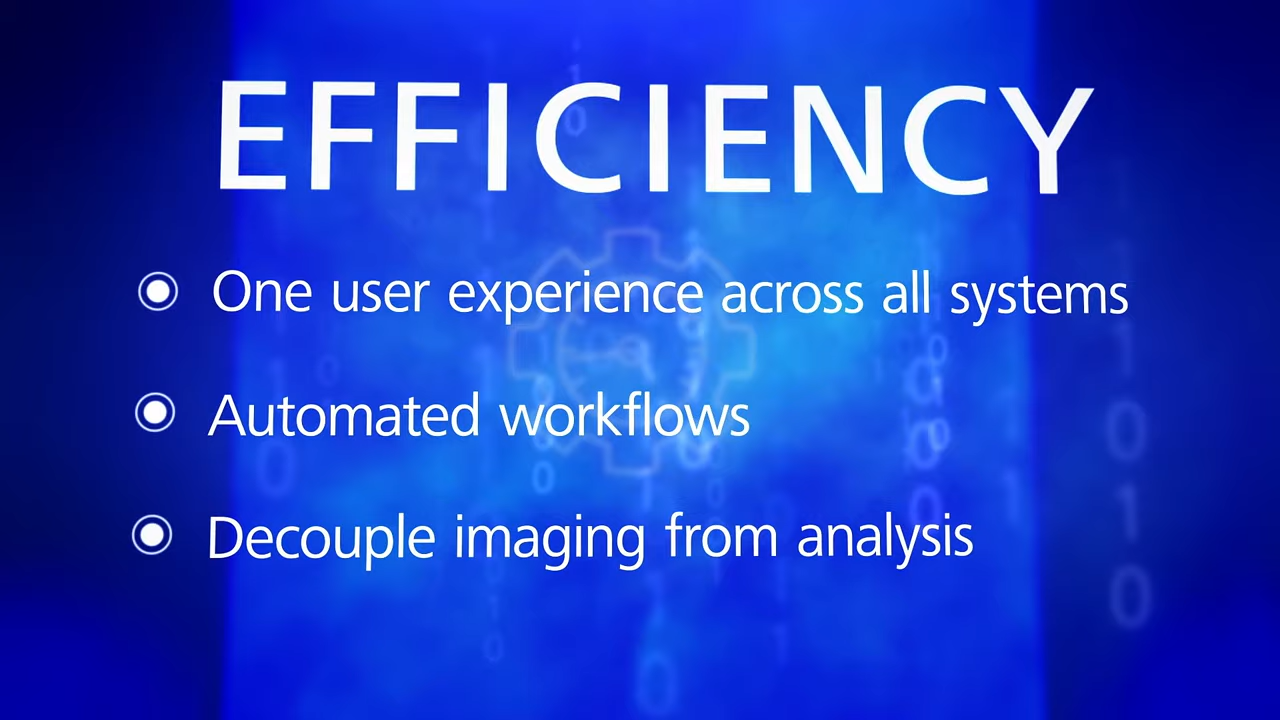 EFFICIENCY
One user experience across all systems
Automated workflows
Decouple imaging from analysis